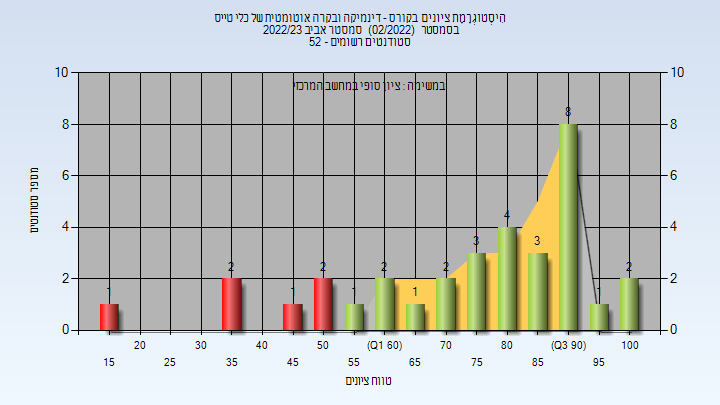 היסטוגרמת ציונים בקורס - דינמיקה ובקרה אוטומטית של כלי טייס
בסמסטר (02/2022) סמסטר אביב 2022/23
סטודנטים רשומים - 52
במשימה : ציון סופי במחשב המרכזי
מספר סטודנטים
10 10
8 8
6 6
4 4
2 2
0 0
1 2 1 2 1 2 1 2 3 4 3 8 1 2
20 30 40 50 (Q1 60) 70 80 (Q3 90) 100
15 25 35 45 55 65 75 85 95
טווח ציונים